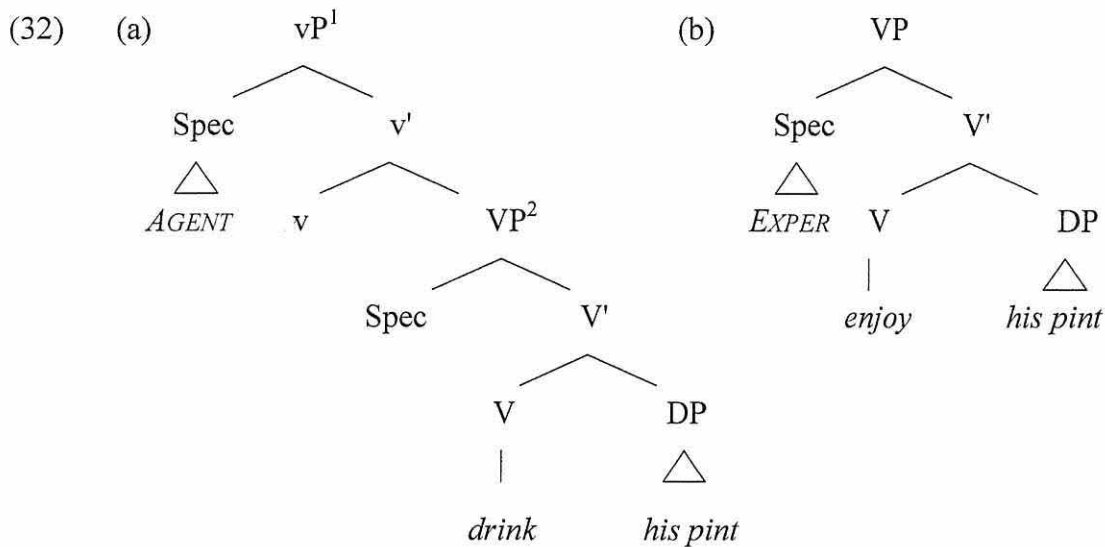 (32) (a) vP¹ (b) VP
Spec v' Spec V'
AGENT v VP² EXPER V DP
Spec V' enjoy his pint
V DP
drink his pint